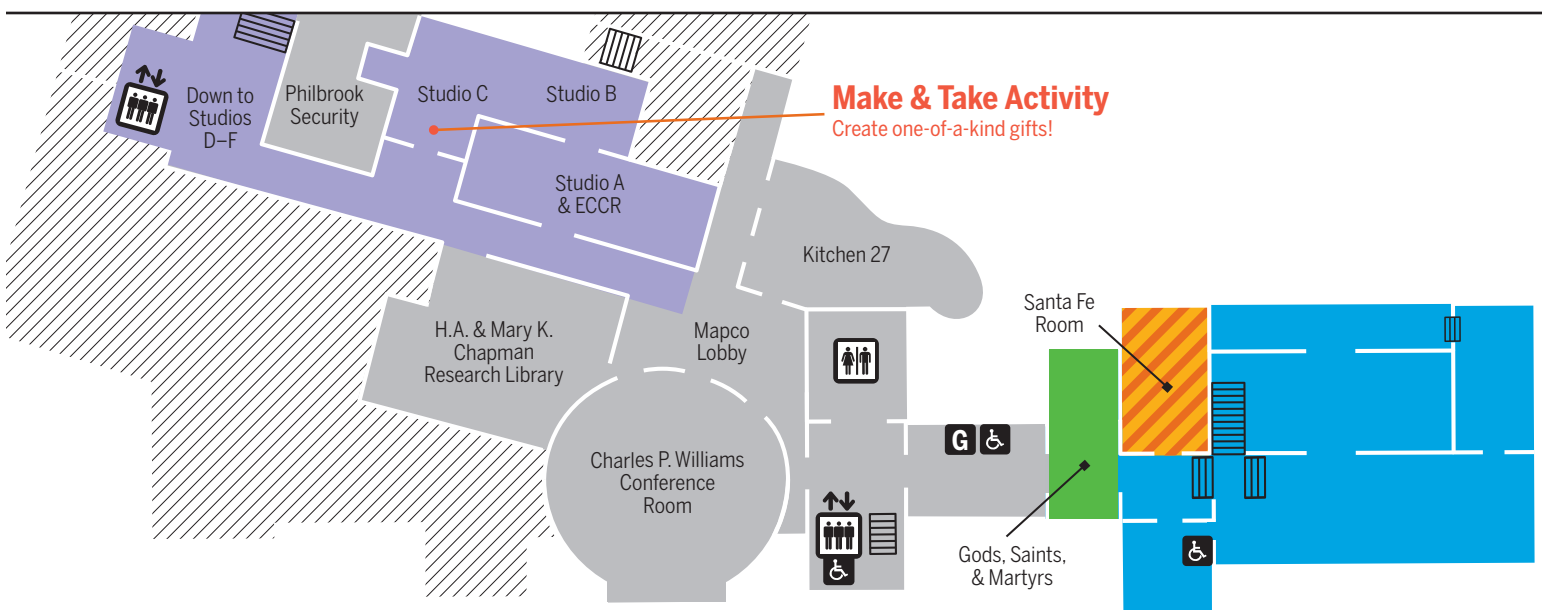 Down to
Studios
D–F
Philbrook
Security
Studio C
Studio B
Make & Take Activity
Create one-of-a-kind gifts!
Studio A
& ECCR
Kitchen 27
H.A. & Mary K.
Chapman
Research Library
Mapco
Lobby
Santa Fe
Room
Charles P. Williams
Conference
Room
G
Gods, Saints,
& Martyrs